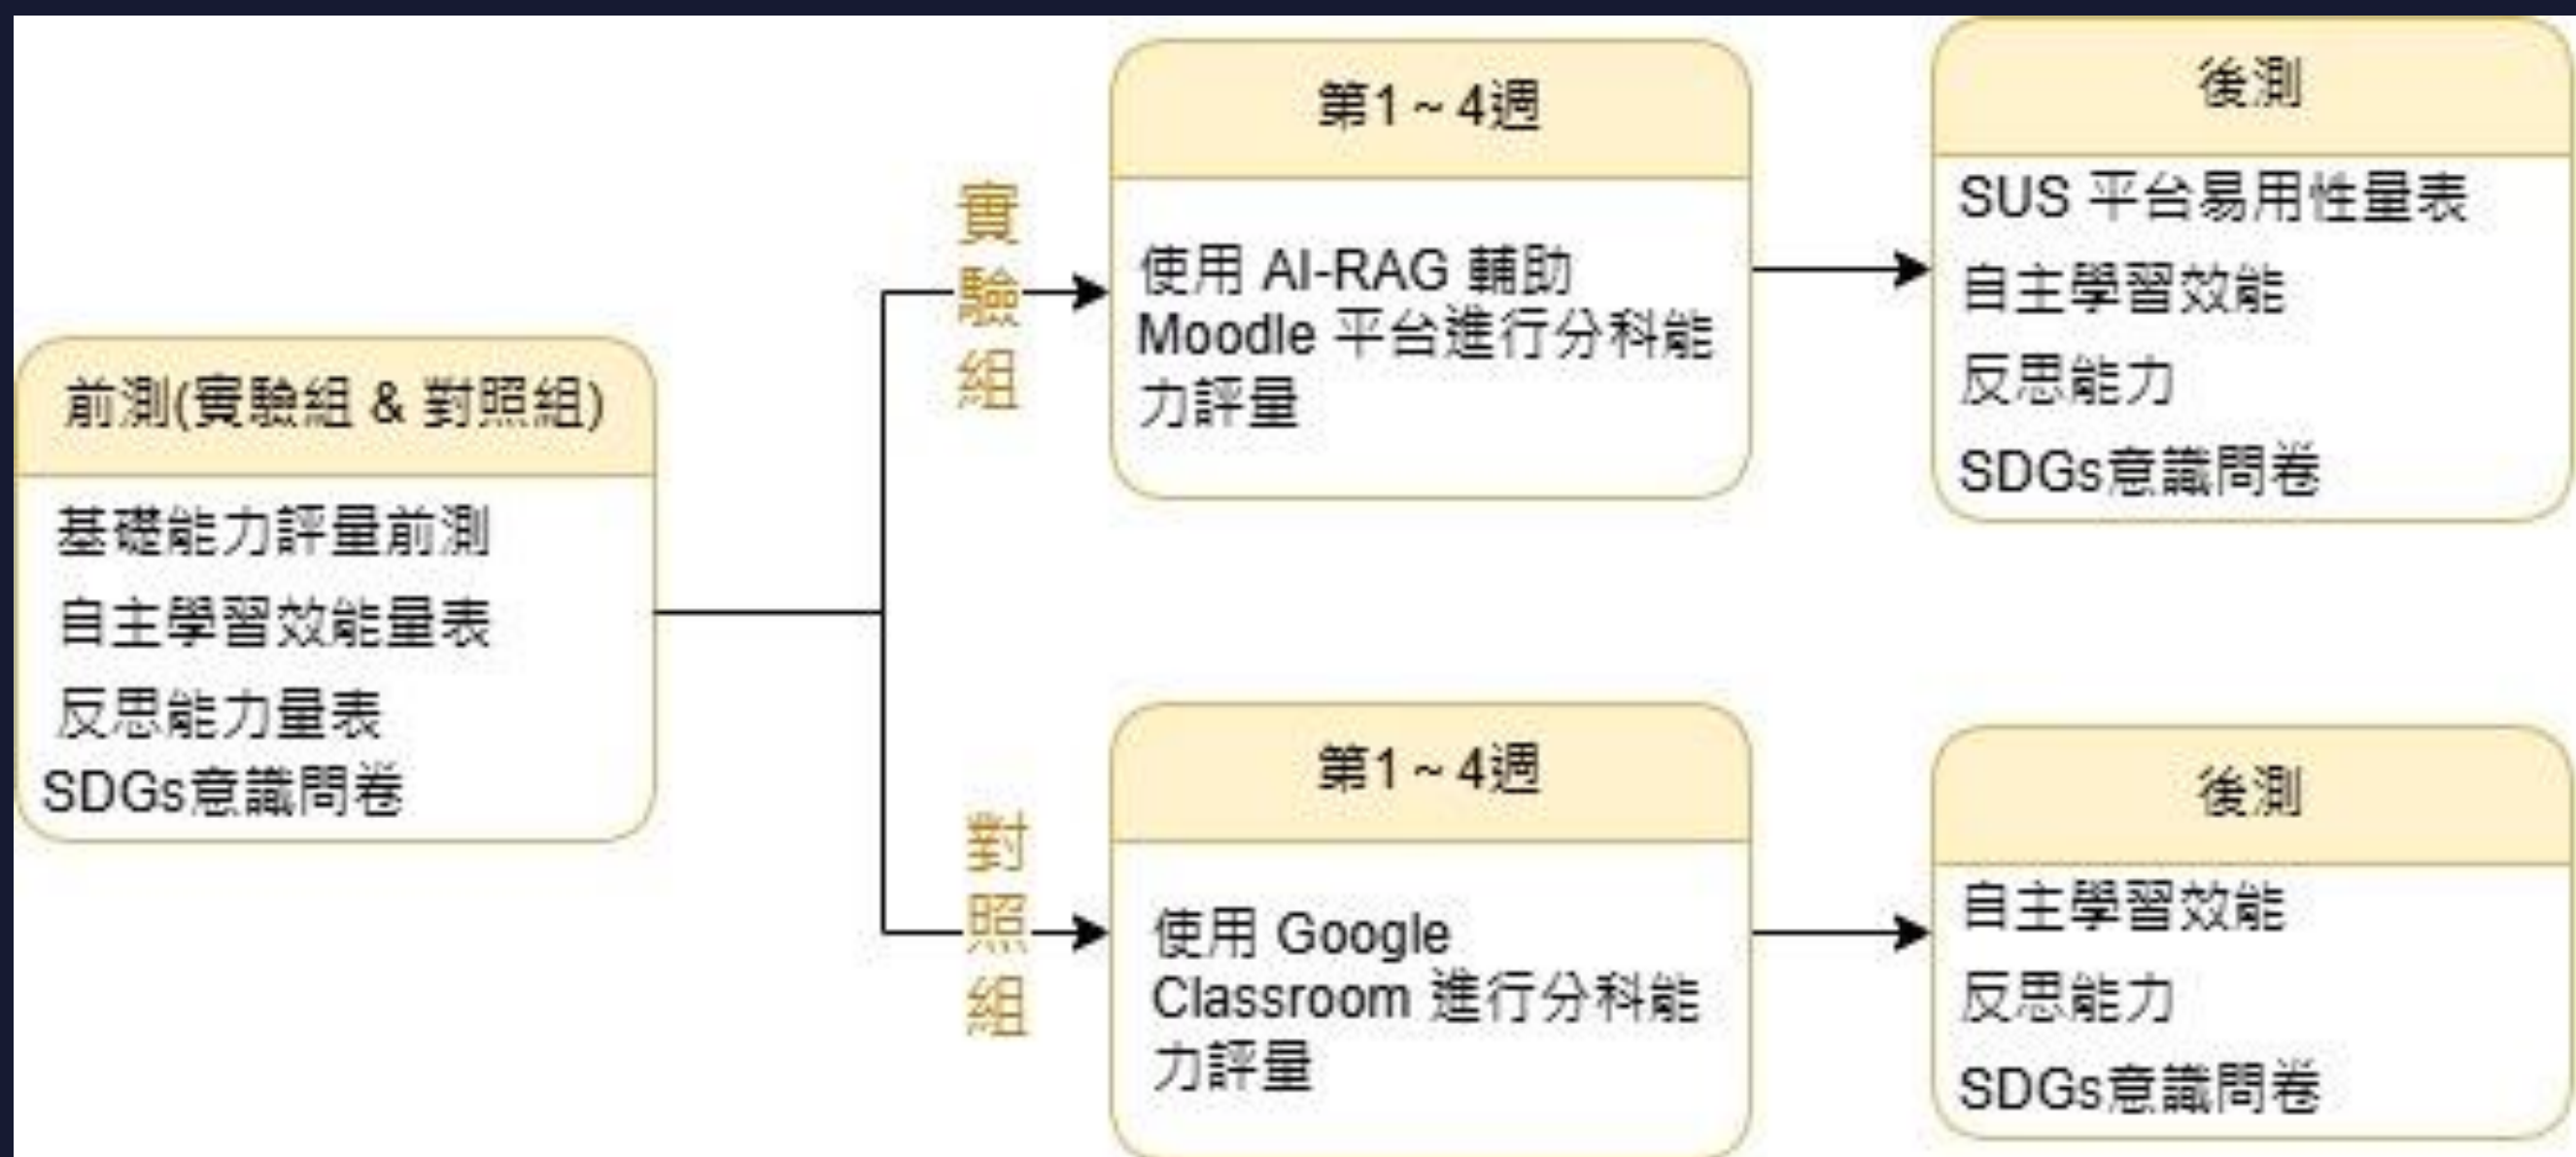 前測(實驗組 & 對照組)
基礎能力評量前測
自主學習效能量表
反思能力量表
SDGs意識問卷
實
驗
組
第1 ~ 4週
使用 AI-RAG 輔助
Moodle 平台進行分科能
力評量
後測
SUS 平台易用性量表
自主學習效能
反思能力
SDGs意識問卷
對
照
組
第1 ~ 4週
使用 Google
Classroom 進行分科能
力評量
後測
自主學習效能
反思能力
SDGs意識問卷